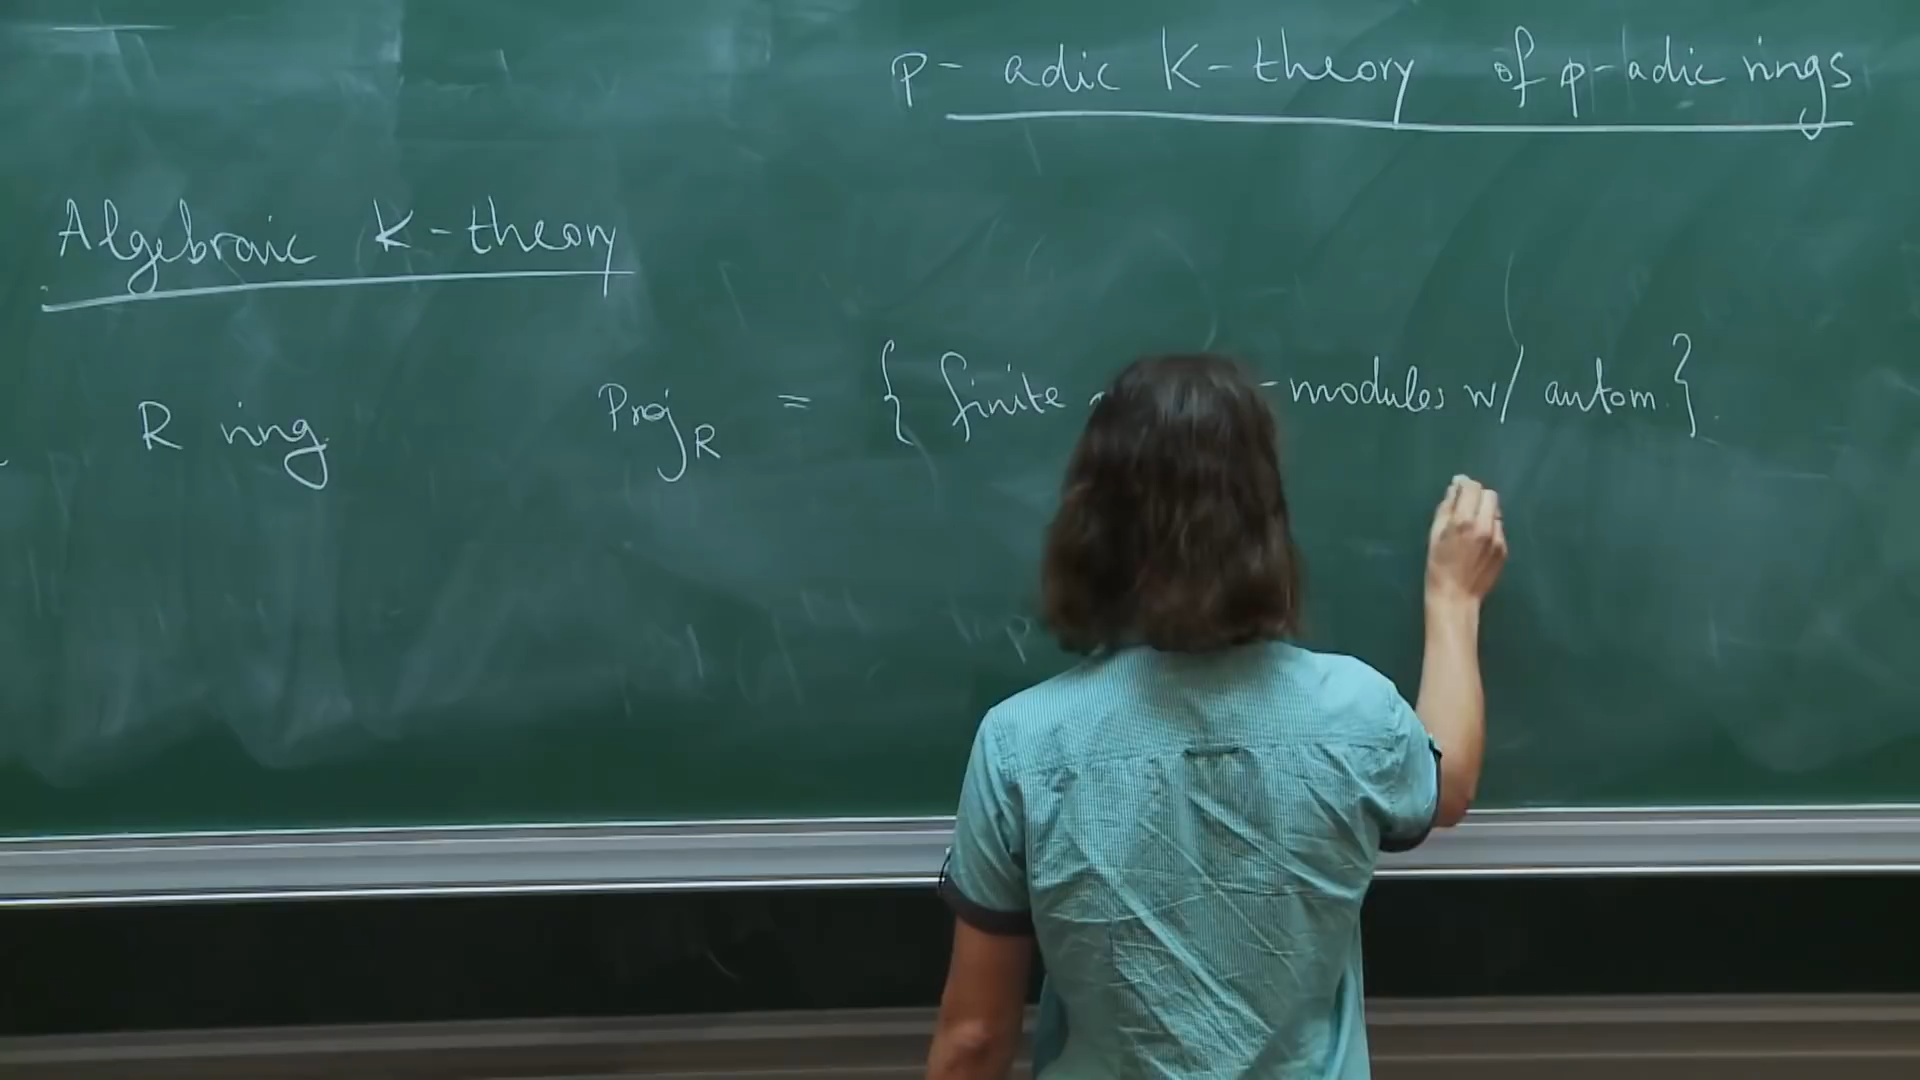 p-adic K-theory of p-adic rings
Algebraic K-theory
R ring Proj_R = { finite -modules w/ autom. }
p